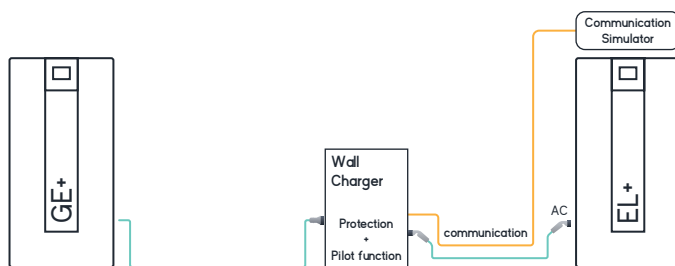 Communication
Simulator
GE+
Wall
Charger
Protection
+
Pilot function
communication
AC
EL+